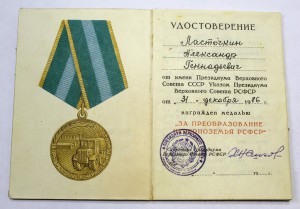 УДОСТОВЕРЕНИЕ
Ласточкин
Александр
Геннадьевич
от имени Президиума Верховного
Совета СССР Указом Президиума
Верховного Совета РСФСР
от „31“ декабря 1986 г.
награжден медалью
„ЗА ПРЕОБРАЗОВАНИЕ
НЕЧЕРНОЗЕМЬЯ РСФСР“